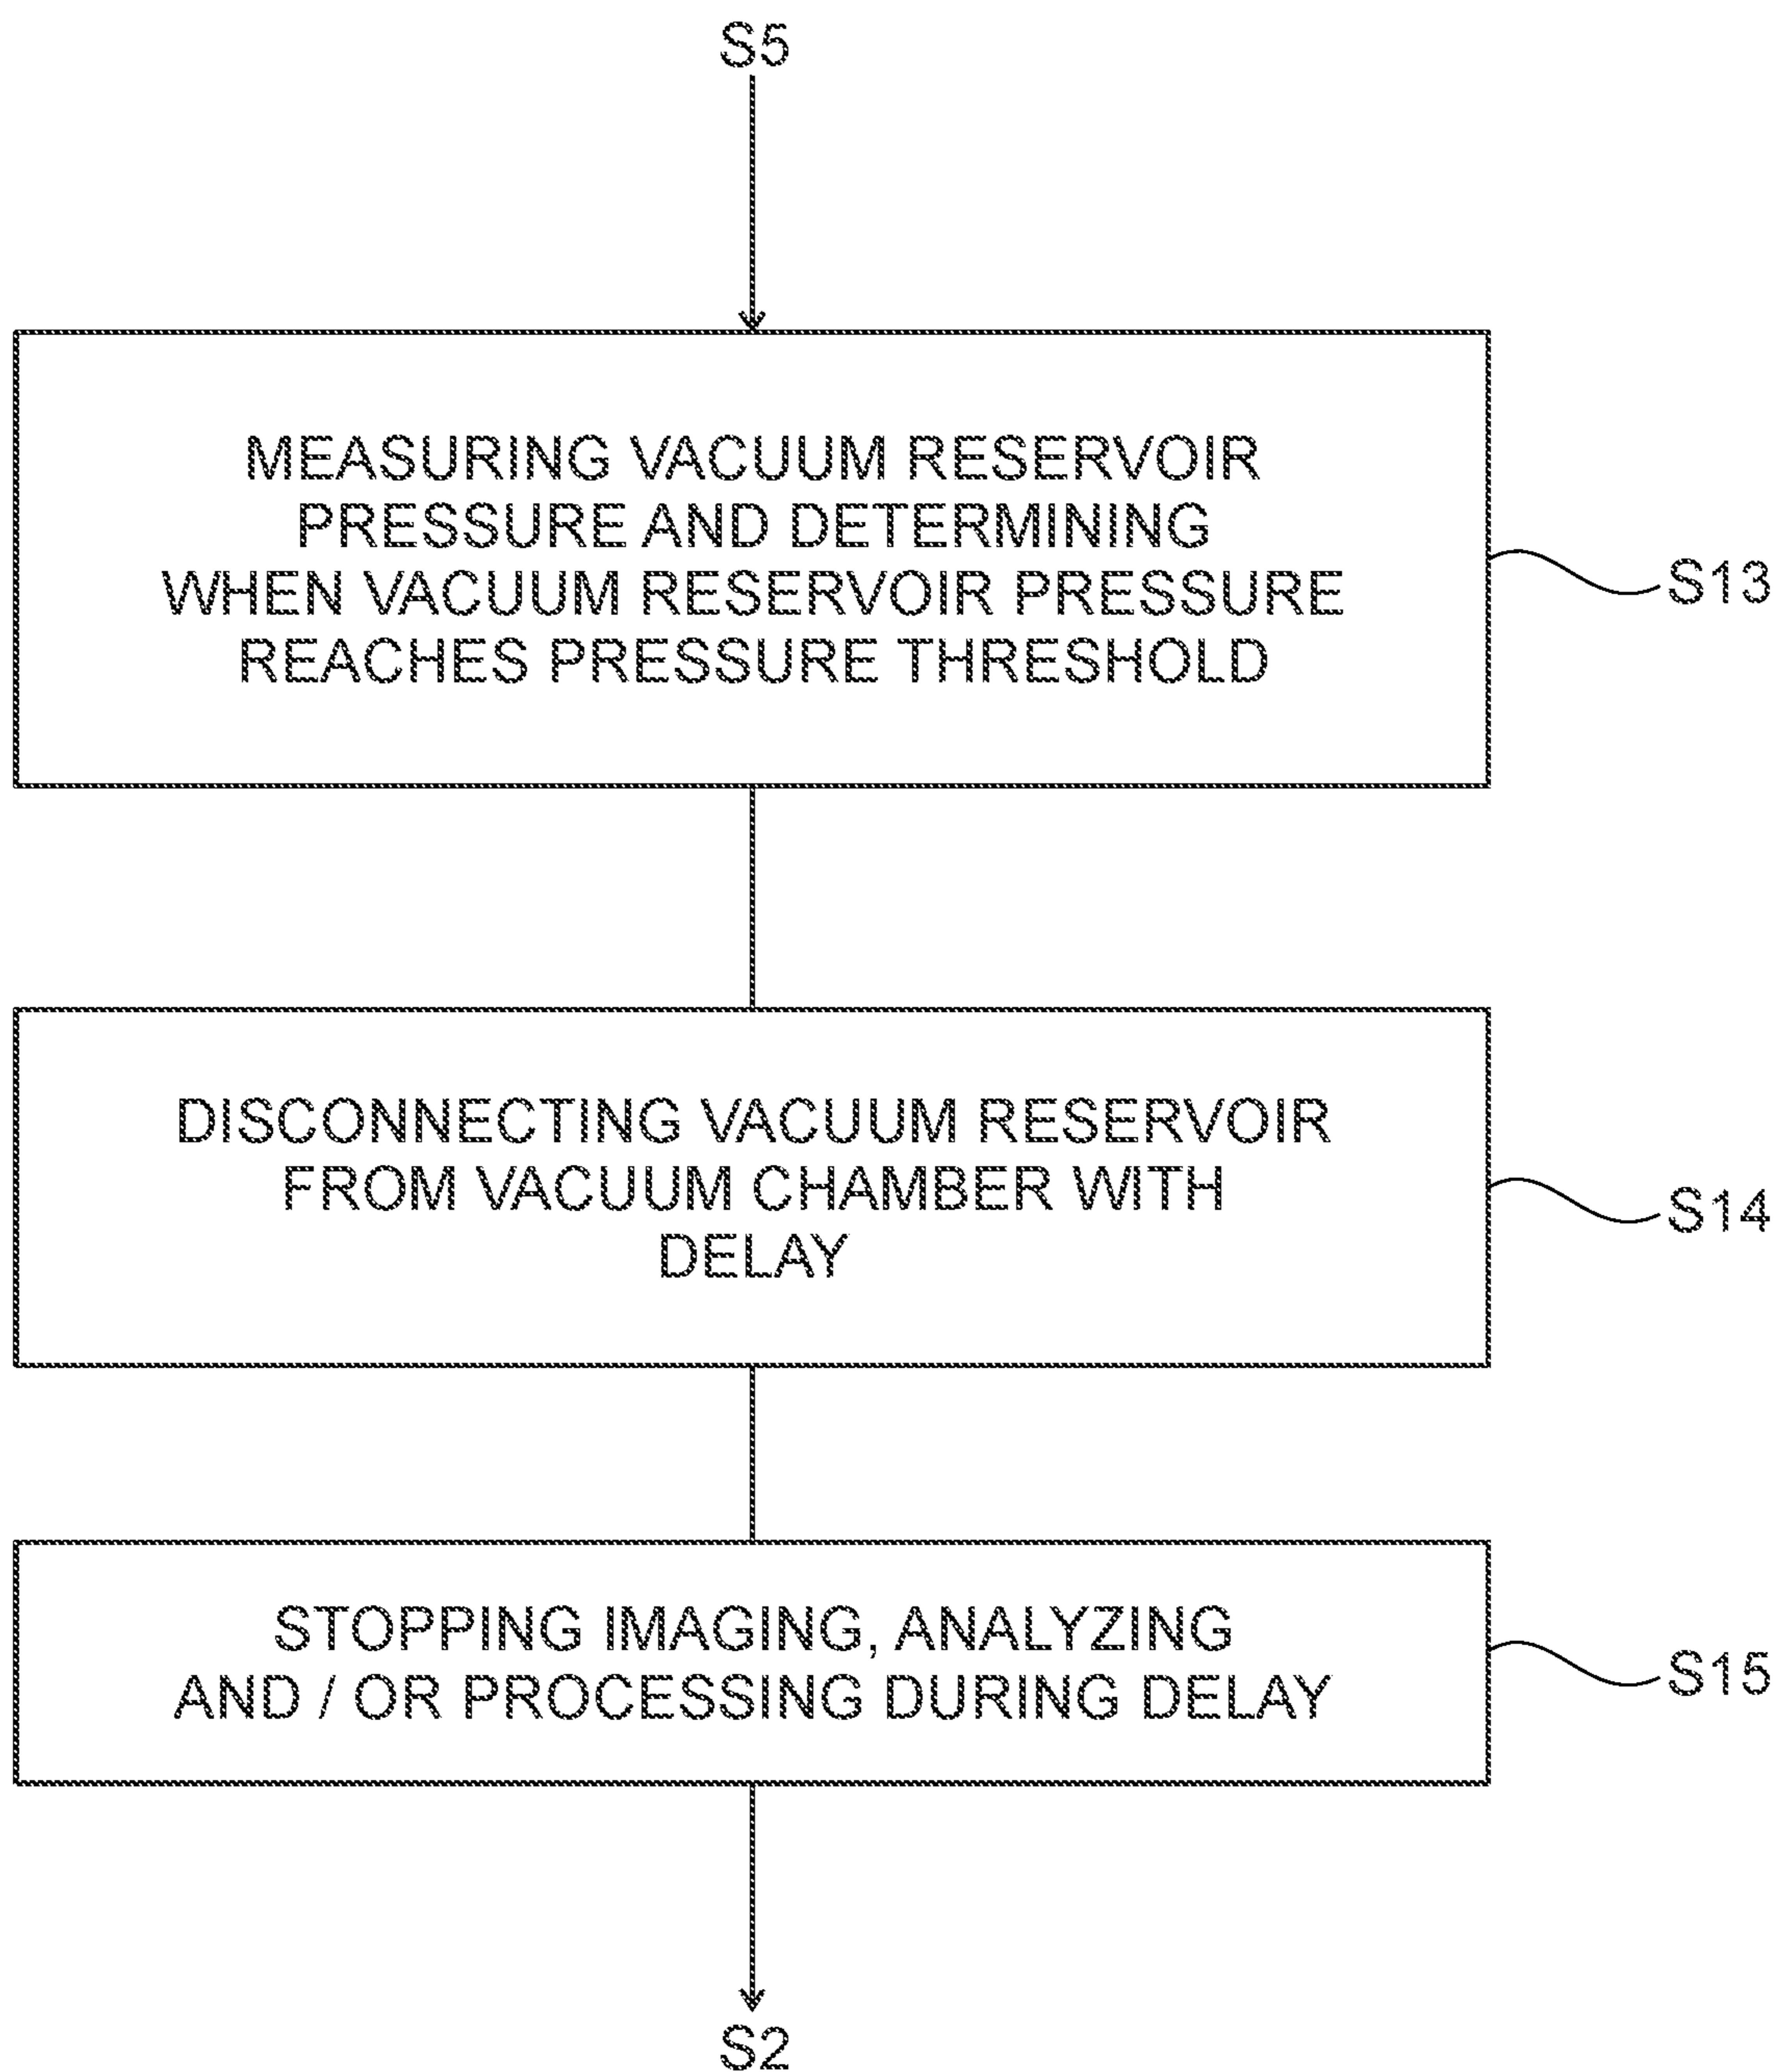 S5
MEASURING VACUUM RESERVOIR
PRESSURE AND DETERMINING
WHEN VACUUM RESERVOIR PRESSURE
REACHES PRESSURE THRESHOLD
S13
DISCONNECTING VACUUM RESERVOIR
FROM VACUUM CHAMBER WITH
DELAY
S14
STOPPING IMAGING, ANALYZING
AND / OR PROCESSING DURING DELAY
S15
S2